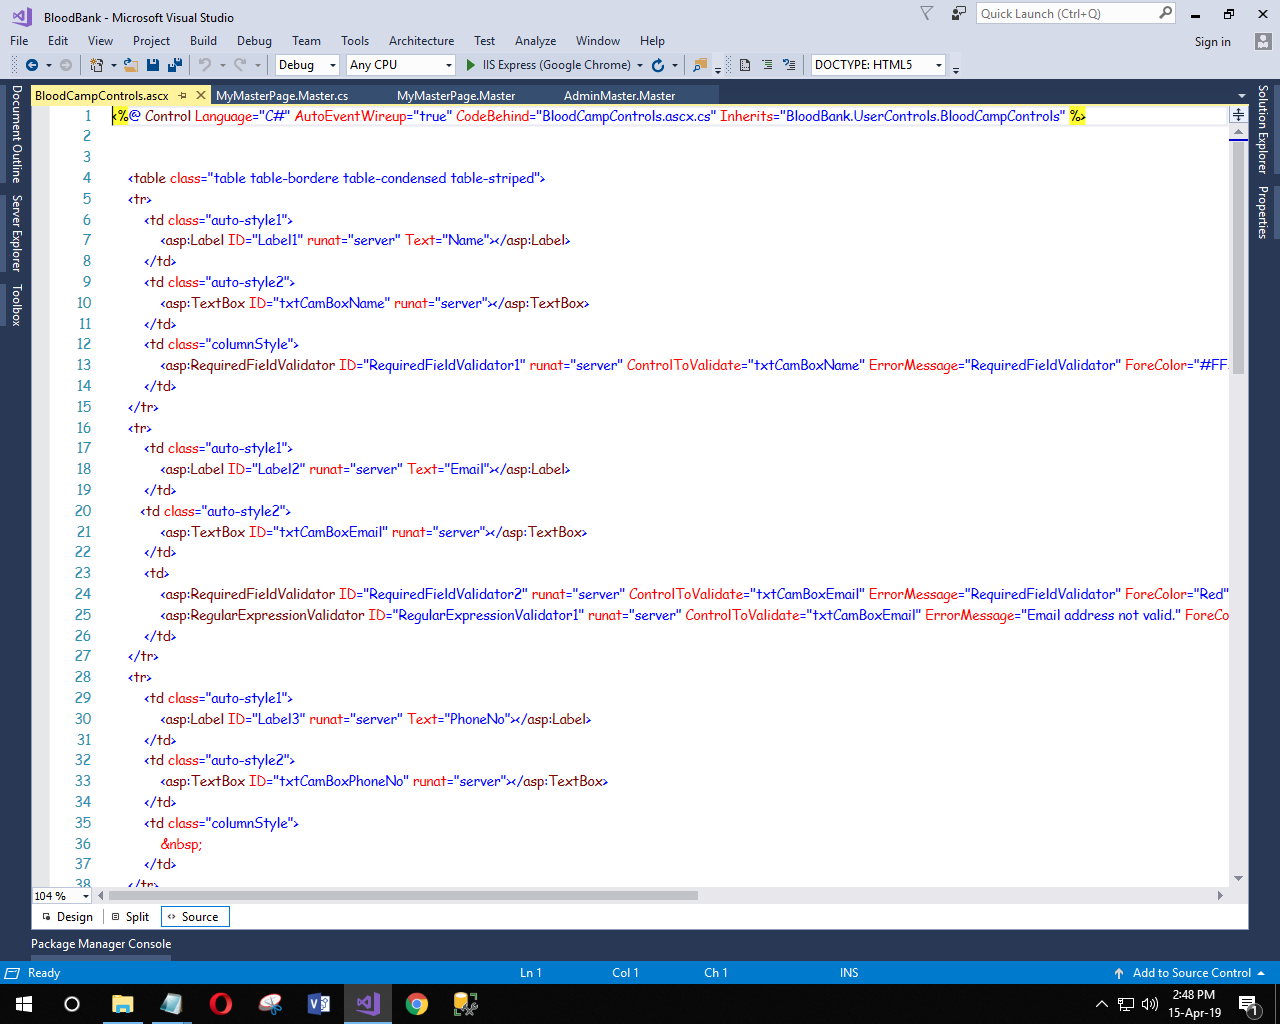 BloodBank - Microsoft Visual Studio
Quick Launch (Ctrl+Q)
File Edit View Project Build Debug Team Tools Architecture Test Analyze Window Help
Sign in
Debug Any CPU IIS Express (Google Chrome) DOCTYPE: HTML5
BloodCampControls.ascx MyMasterPage.Master.cs MyMasterPage.Master AdminMaster.Master
Document Outline
Server Explorer
Toolbox
Solution Explorer
Properties
1 <%@ Control Language="C#" AutoEventWireup="true" CodeBehind="BloodCampControls.ascx.cs" Inherits="BloodBank.UserControls.BloodCampControls" %>
2
3
4 <table class="table table-bordere table-condensed table-striped">
5 <tr>
6 <td class="auto-style1">
7 <asp:Label ID="Label1" runat="server" Text="Name"></asp:Label>
8 </td>
9 <td class="auto-style2">
10 <asp:TextBox ID="txtCamBoxName" runat="server"></asp:TextBox>
11 </td>
12 <td class="columnStyle">
13 <asp:RequiredFieldValidator ID="RequiredFieldValidator1" runat="server" ControlToValidate="txtCamBoxName" ErrorMessage="RequiredFieldValidator" ForeColor="#FF
14 </td>
15 </tr>
16 <tr>
17 <td class="auto-style1">
18 <asp:Label ID="Label2" runat="server" Text="Email"></asp:Label>
19 </td>
20 <td class="auto-style2">
21 <asp:TextBox ID="txtCamBoxEmail" runat="server"></asp:TextBox>
22 </td>
23 <td>
24 <asp:RequiredFieldValidator ID="RequiredFieldValidator2" runat="server" ControlToValidate="txtCamBoxEmail" ErrorMessage="RequiredFieldValidator" ForeColor="Red"
25 <asp:RegularExpressionValidator ID="RegularExpressionValidator1" runat="server" ControlToValidate="txtCamBoxEmail" ErrorMessage="Email address not valid." ForeCo
26 </td>
27 </tr>
28 <tr>
29 <td class="auto-style1">
30 <asp:Label ID="Label3" runat="server" Text="PhoneNo"></asp:Label>
31 </td>
32 <td class="auto-style2">
33 <asp:TextBox ID="txtCamBoxPhoneNo" runat="server"></asp:TextBox>
34 </td>
35 <td class="columnStyle">
36 &nbsp;
37 </td>
38 </tr>
104 %
Design Split Source
Package Manager Console
Ready Ln 1 Col 1 Ch 1 INS Add to Source Control
2:48 PM
15-Apr-19
1